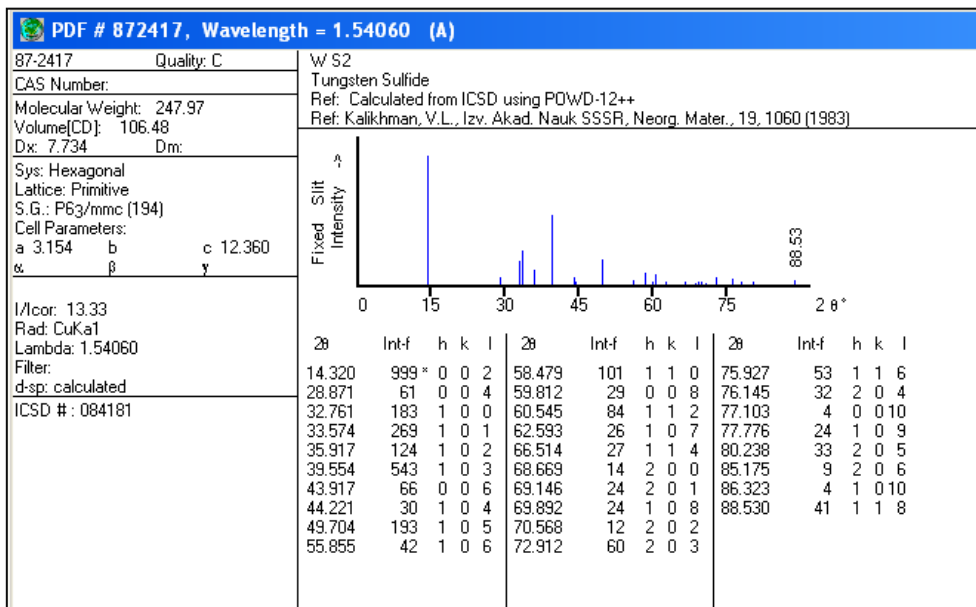 PDF # 872417, Wavelength = 1.54060 (A)
87-2417 Quality: C
CAS Number:
Molecular Weight: 247.97
Volume[CD]: 106.48
Dx: 7.734 Dm:
Sys: Hexagonal
Lattice: Primitive
S.G.: P63/mmc (194)
Cell Parameters:
a 3.154 b c 12.360
α β γ
I/Icor: 13.33
Rad: CuKa1
Lambda: 1.54060
Filter:
d-sp: calculated
ICSD # : 084181
W S2
Tungsten Sulfide
Ref: Calculated from ICSD using POWD-12++
Ref: Kalikhman, V.L., Izv. Akad. Nauk SSSR, Neorg. Mater., 19, 1060 (1983)
Fixed Slit
Intensity ->
88.53
0 15 30 45 60 75 2 θ °
2θ Int-f h k l 2θ Int-f h k l 2θ Int-f h k l
14.320 999 * 0 0 2 58.479 101 1 1 0 75.927 53 1 1 6
28.871 61 0 0 4 59.812 29 0 0 8 76.145 32 2 0 4
32.761 183 1 0 0 60.545 84 1 1 2 77.103 4 0 0 10
33.574 269 1 0 1 62.593 26 1 0 7 77.776 24 1 0 9
35.917 124 1 0 2 66.514 27 1 1 4 80.238 33 2 0 5
39.554 543 1 0 3 68.669 14 2 0 0 85.175 9 2 0 6
43.917 66 0 0 6 69.146 24 2 0 1 86.323 4 1 0 10
44.221 30 1 0 4 69.892 24 1 0 8 88.530 41 1 1 8
49.704 193 1 0 5 70.568 12 2 0 2
55.855 42 1 0 6 72.912 60 2 0 3